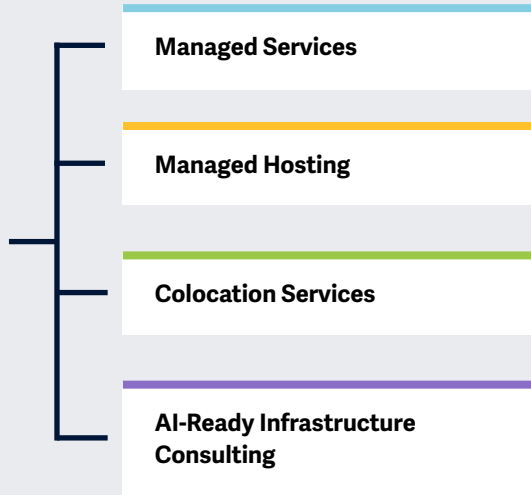 Managed Services
Managed Hosting
Colocation Services
AI-Ready Infrastructure
Consulting